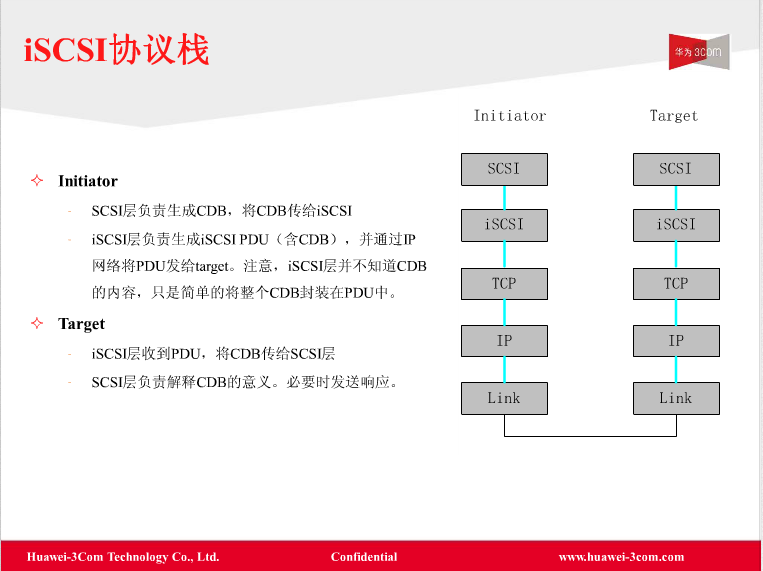 iSCSI协议栈
华为3Com
Initiator
Target
Initiator
SCSI层负责生成CDB，将CDB传给iSCSI
iSCSI层负责生成iSCSI PDU（含CDB），并通过IP
网络将PDU发给target。注意，iSCSI层并不知道CDB
的内容，只是简单的将整个CDB封装在PDU中。
Target
iSCSI层收到PDU，将CDB传给SCSI层
SCSI层负责解释CDB的意义。必要时发送响应。
SCSI
SCSI
iSCSI
iSCSI
TCP
TCP
IP
IP
Link
Link
Huawei-3Com Technology Co., Ltd.
Confidential
www.huawei-3com.com